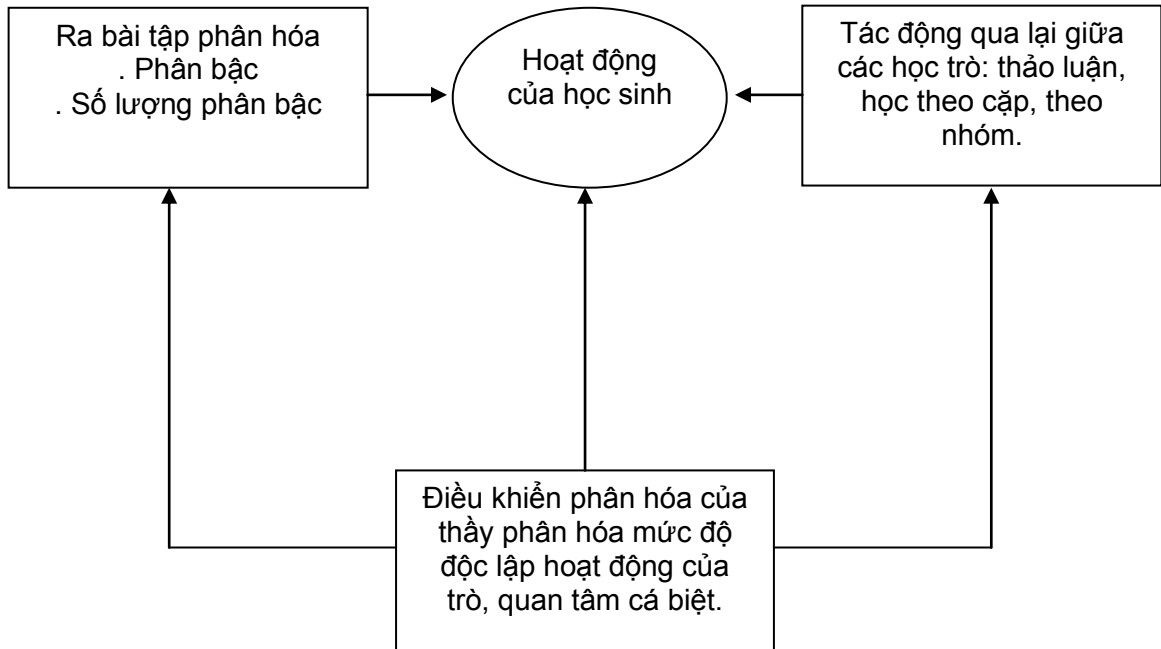 Ra bài tập phân hóa
. Phân bậc
. Số lượng phân bậc
Hoạt động
của học sinh
Tác động qua lại giữa
các học trò: thảo luận,
học theo cặp, theo
nhóm.
Điều khiển phân hóa của
thầy phân hóa mức độ
độc lập hoạt động của
trò, quan tâm cá biệt.